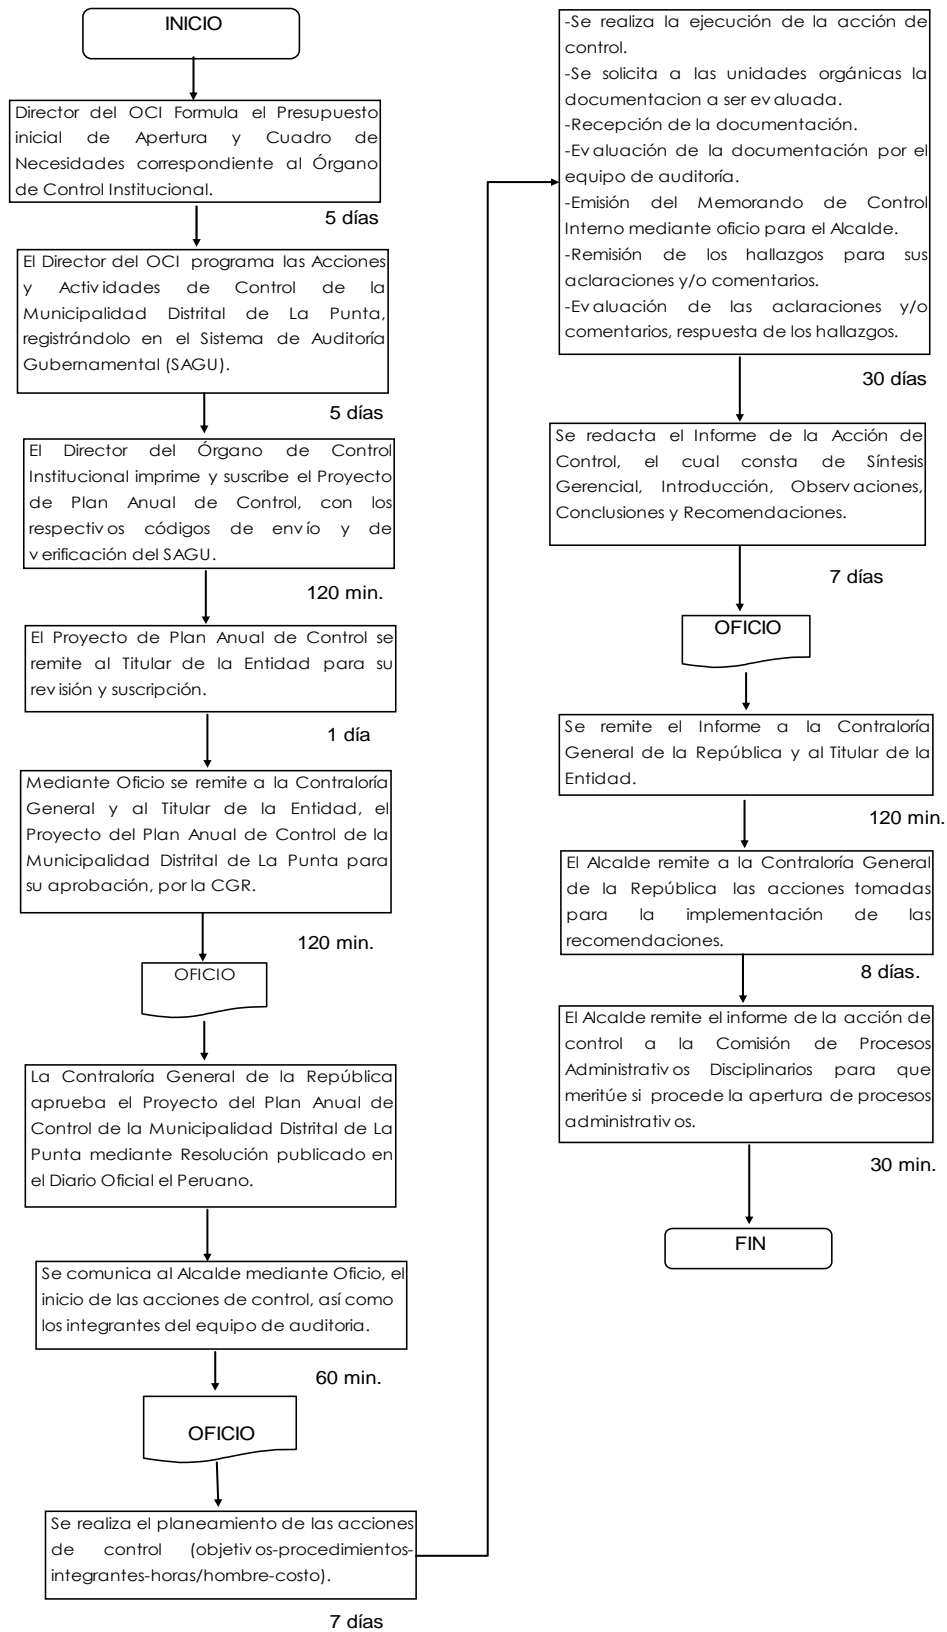 INICIO
Director del OCI Formula el Presupuesto
inicial de Apertura y Cuadro de
Necesidades correspondiente al Órgano
de Control Institucional.
5 días
El Director del OCI programa las Acciones
y Actividades de Control de la
Municipalidad Distrital de La Punta,
registrándolo en el Sistema de Auditoría
Gubernamental (SAGU).
5 días
El Director del Órgano de Control
Institucional imprime y suscribe el Proyecto
de Plan Anual de Control, con los
respectivos códigos de envío y de
verificación del SAGU.
120 min.
El Proyecto de Plan Anual de Control se
remite al Titular de la Entidad para su
revisión y suscripción.
1 día
Mediante Oficio se remite a la Contraloría
General y al Titular de la Entidad, el
Proyecto del Plan Anual de Control de la
Municipalidad Distrital de La Punta para
su aprobación, por la CGR.
120 min.
OFICIO
La Contraloría General de la República
aprueba el Proyecto del Plan Anual de
Control de la Municipalidad Distrital de La
Punta mediante Resolución publicado en
el Diario Oficial el Peruano.
Se comunica al Alcalde mediante Oficio, el
inicio de las acciones de control, así como
los integrantes del equipo de auditoria.
60 min.
OFICIO
Se realiza el planeamiento de las acciones
de control (objetivos-procedimientos-
integrantes-horas/hombre-costo).
7 días
-Se realiza la ejecución de la acción de
control.
-Se solicita a las unidades orgánicas la
documentacion a ser evaluada.
-Recepción de la documentación.
-Evaluación de la documentación por el
equipo de auditoría.
-Emisión del Memorando de Control
Interno mediante oficio para el Alcalde.
-Remisión de los hallazgos para sus
aclaraciones y/o comentarios.
-Evaluación de las aclaraciones y/o
comentarios, respuesta de los hallazgos.
30 días
Se redacta el Informe de la Acción de
Control, el cual consta de Síntesis
Gerencial, Introducción, Observaciones,
Conclusiones y Recomendaciones.
7 días
OFICIO
Se remite el Informe a la Contraloría
General de la República y al Titular de la
Entidad.
120 min.
El Alcalde remite a la Contraloría General
de la República las acciones tomadas
para la implementación de las
recomendaciones.
8 días.
El Alcalde remite el informe de la acción de
control a la Comisión de Procesos
Administrativos Disciplinarios para que
meritúe si procede la apertura de procesos
administrativos.
30 min.
FIN